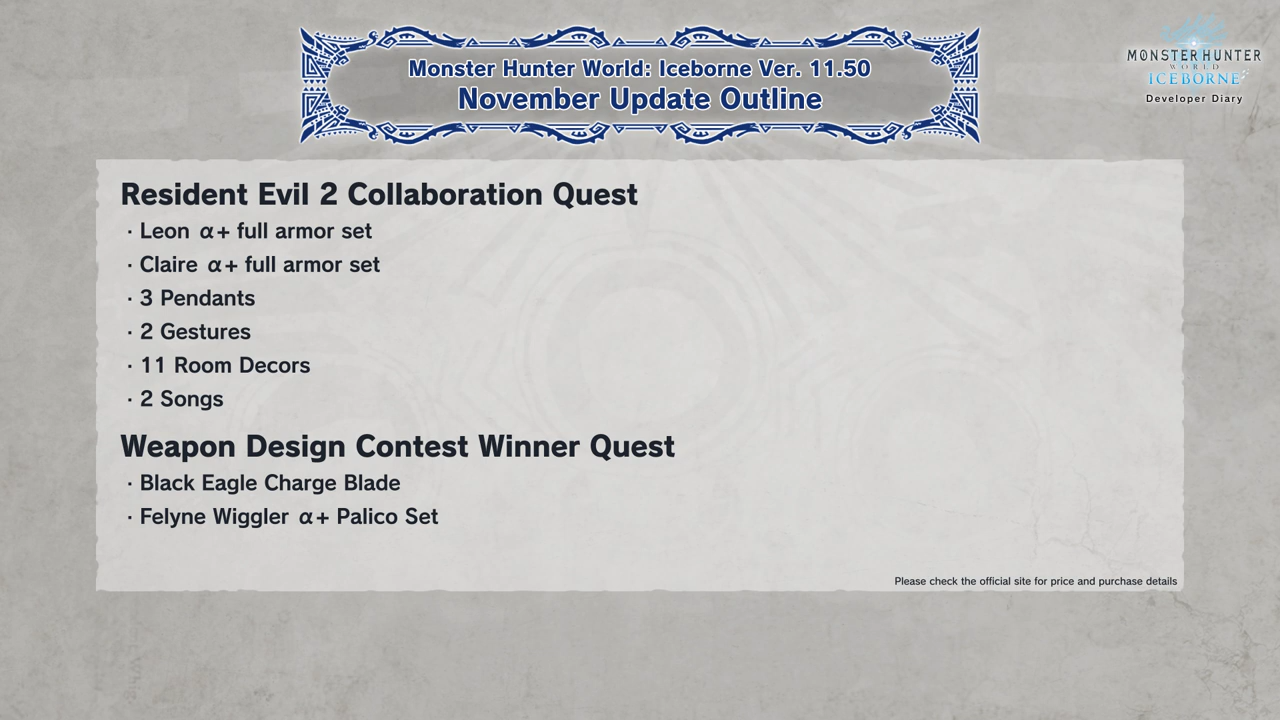 Monster Hunter World: Iceborne Ver. 11.50
November Update Outline
MONSTER HUNTER
WORLD
ICEBORNE
Developer Diary
Resident Evil 2 Collaboration Quest
· Leon α+ full armor set
· Claire α+ full armor set
· 3 Pendants
· 2 Gestures
· 11 Room Decors
· 2 Songs
Weapon Design Contest Winner Quest
· Black Eagle Charge Blade
· Felyne Wiggler α+ Palico Set
Please check the official site for price and purchase details